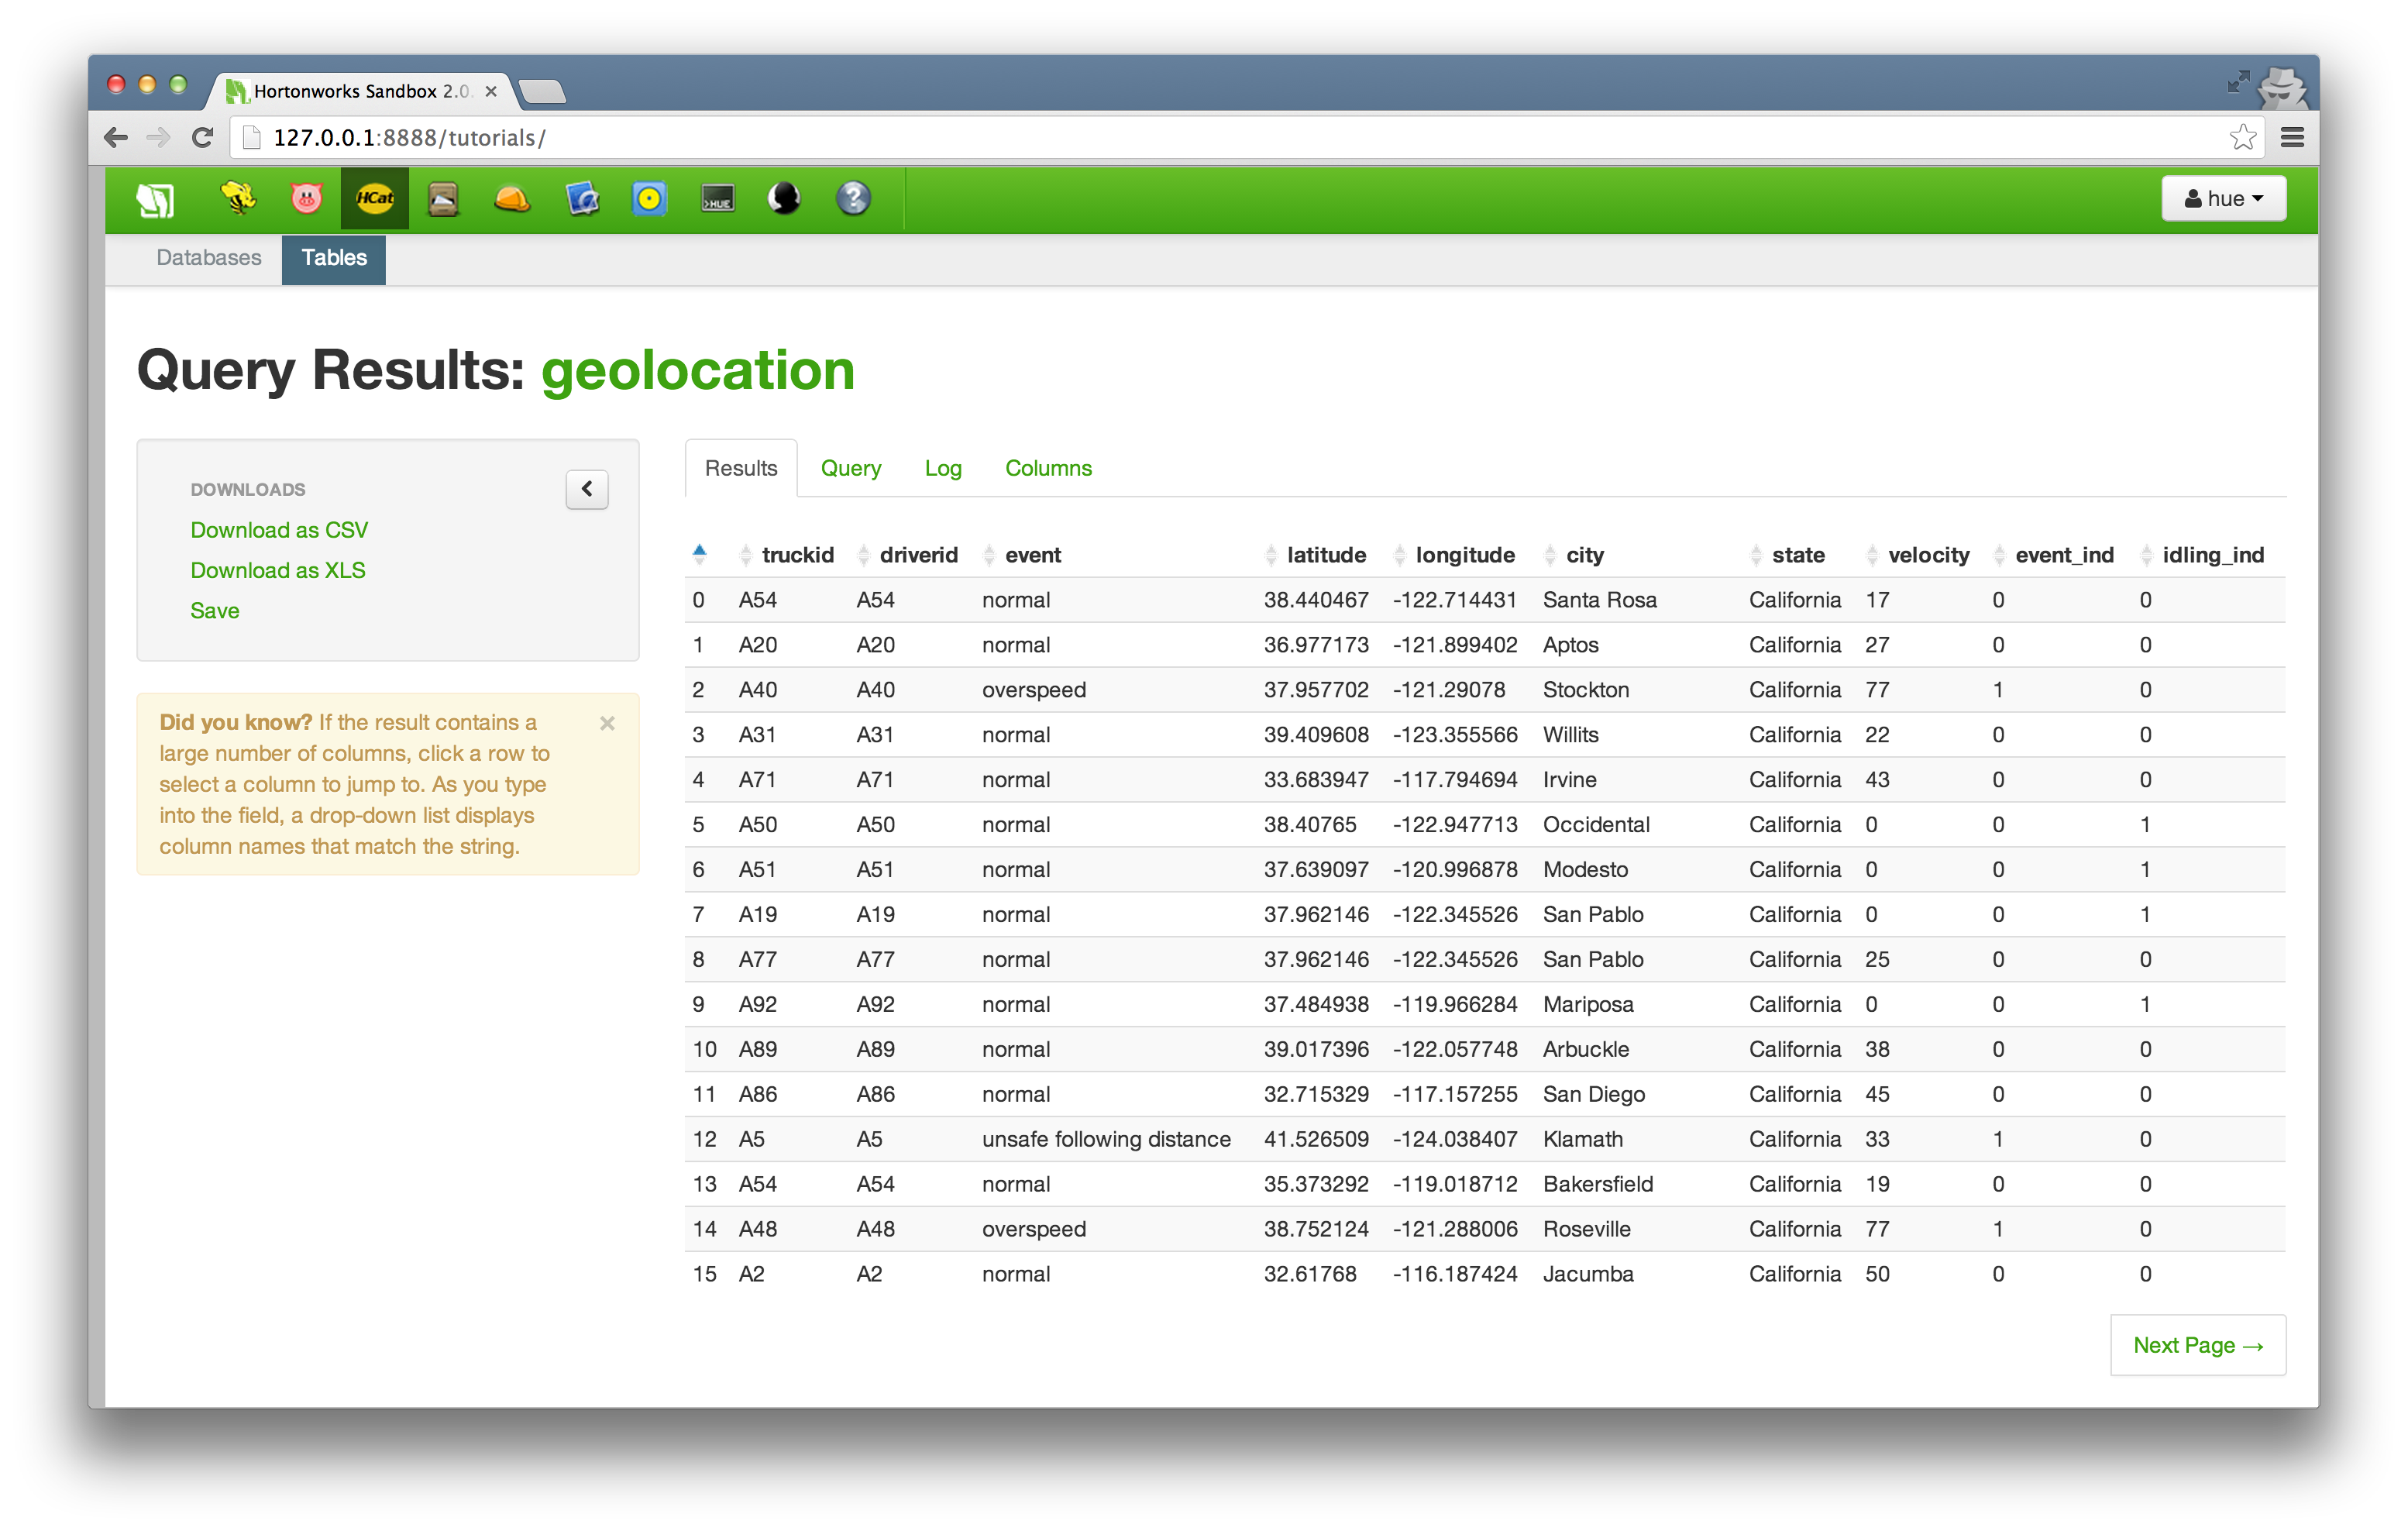 Hortonworks Sandbox 2.0.
127.0.0.1:8888/tutorials/
HCat
>HUE
?
hue
Databases Tables
Query Results: geolocation
DOWNLOADS
Download as CSV
Download as XLS
Save
Did you know? If the result contains a
large number of columns, click a row to
select a column to jump to. As you type
into the field, a drop-down list displays
column names that match the string.
Results Query Log Columns
truckid driverid event latitude longitude city state velocity event_ind idling_ind
0 A54 A54 normal 38.440467 -122.714431 Santa Rosa California 17 0 0
1 A20 A20 normal 36.977173 -121.899402 Aptos California 27 0 0
2 A40 A40 overspeed 37.957702 -121.29078 Stockton California 77 1 0
3 A31 A31 normal 39.409608 -123.355566 Willits California 22 0 0
4 A71 A71 normal 33.683947 -117.794694 Irvine California 43 0 0
5 A50 A50 normal 38.40765 -122.947713 Occidental California 0 0 1
6 A51 A51 normal 37.639097 -120.996878 Modesto California 0 0 1
7 A19 A19 normal 37.962146 -122.345526 San Pablo California 0 0 1
8 A77 A77 normal 37.962146 -122.345526 San Pablo California 25 0 0
9 A92 A92 normal 37.484938 -119.966284 Mariposa California 0 0 1
10 A89 A89 normal 39.017396 -122.057748 Arbuckle California 38 0 0
11 A86 A86 normal 32.715329 -117.157255 San Diego California 45 0 0
12 A5 A5 unsafe following distance 41.526509 -124.038407 Klamath California 33 1 0
13 A54 A54 normal 35.373292 -119.018712 Bakersfield California 19 0 0
14 A48 A48 overspeed 38.752124 -121.288006 Roseville California 77 1 0
15 A2 A2 normal 32.61768 -116.187424 Jacumba California 50 0 0
Next Page →